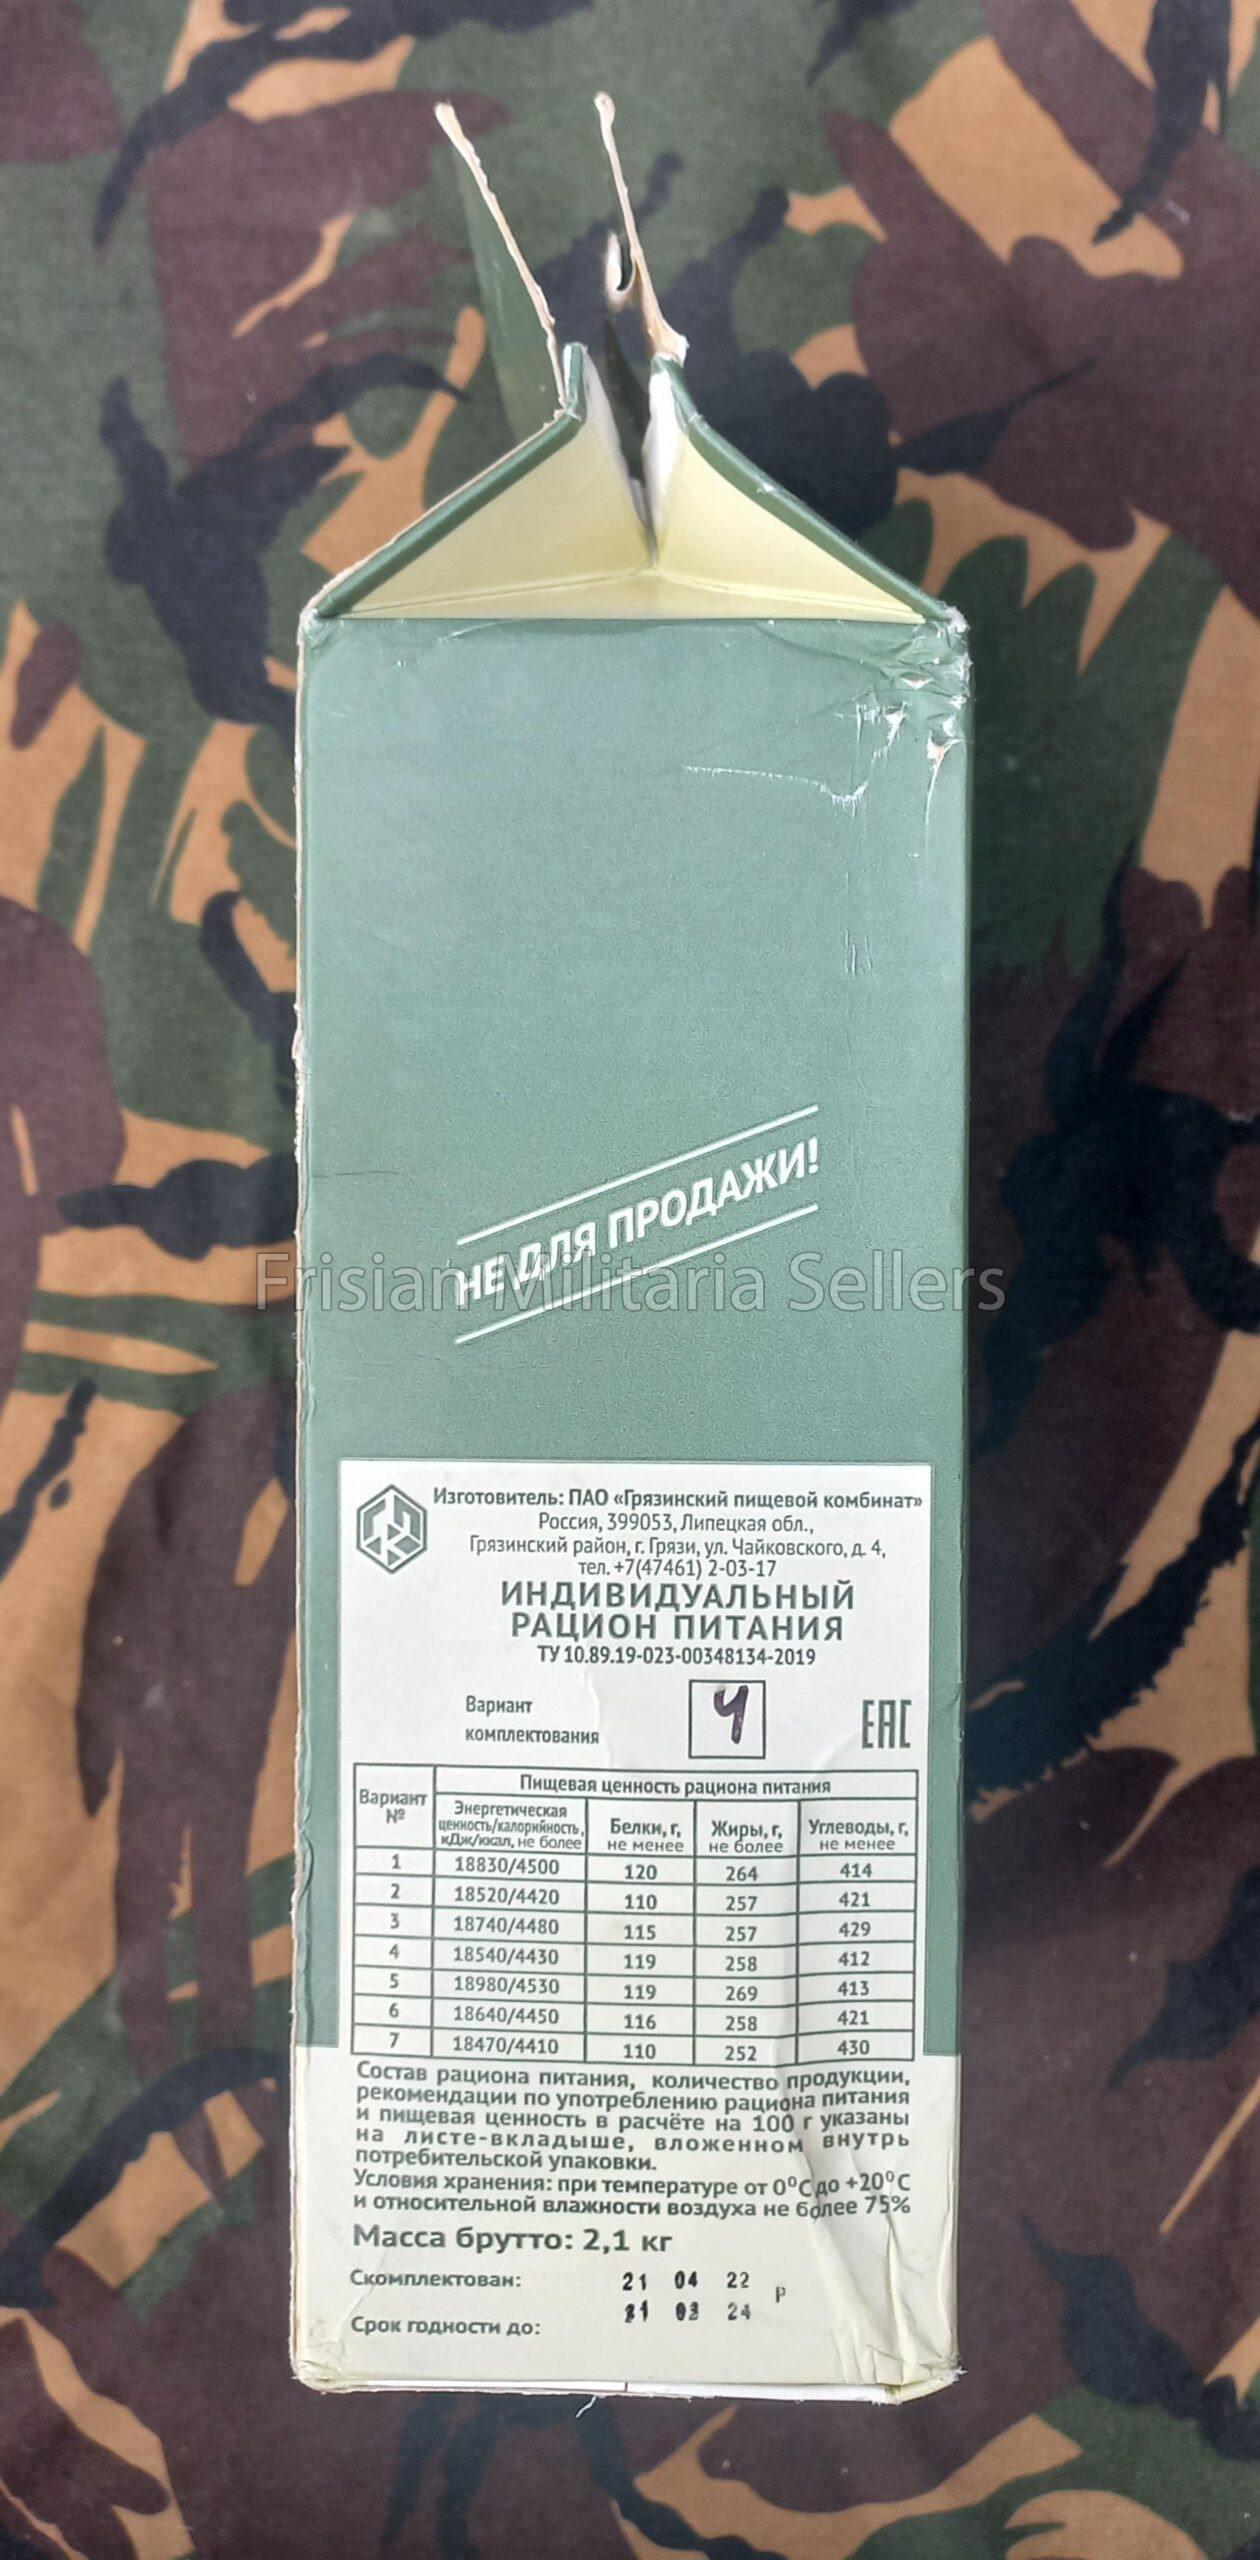 НЕ ДЛЯ ПРОДАЖИ!
Frisian Militaria Sellers
Изготовитель: ПАО «Грязинский пищевой комбинат»
Россия, 399053, Липецкая обл.,
Грязинский район, г. Грязи, ул. Чайковского, д. 4,
тел. +7(47461) 2-03-17
ИНДИВИДУАЛЬНЫЙ
РАЦИОН ПИТАНИЯ
ТУ 10.89.19-023-00348134-2019
Вариант
комплектования
4
ЕАС
Вариант №
Пищевая ценность рациона питания
Энергетическая ценность/калорийность, кДж/ккал, не более
Белки, г, не менее
Жиры, г, не более
Углеводы, г, не менее
1 18830/4500 120 264 414
2 18520/4420 110 257 421
3 18740/4480 115 257 429
4 18540/4430 119 258 412
5 18980/4530 119 269 413
6 18640/4450 116 258 421
7 18470/4410 110 252 430
Состав рациона питания, количество продукции,
рекомендации по употреблению рациона питания
и пищевая ценность в расчёте на 100 г указаны
на листе-вкладыше, вложенном внутрь
потребительской упаковки.
Условия хранения: при температуре от 0⁰С до +20⁰С
и относительной влажности воздуха не более 75%
Масса брутто: 2,1 кг
Скомплектован: 21 04 22 Р
Срок годности до: 24